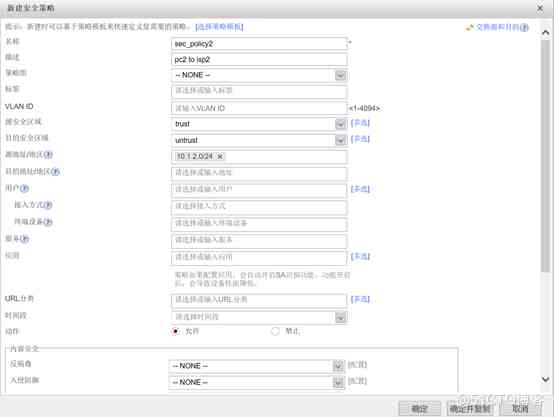 新建安全策略
提示：新建时可以基于策略模板来快速定义您需要的策略。 [选择策略模板]
交换源和目的
名称 sec_policy2 *
描述 pc2 to isp2
策略组 -- NONE --
标签 请选择或输入标签
VLAN ID 请输入VLAN ID <1-4094>
源安全区域 trust [多选]
目的安全区域 untrust [多选]
源地址/地区 10.1.2.0/24
目的地址/地区 请选择或输入地址
用户 请选择或输入用户 [多选]
接入方式 请选择接入方式
终端设备 请选择或输入终端设备
服务 请选择或输入服务
应用 请选择或输入应用 [多选]
策略如果配置应用，会自动开启SA识别功能。功能开启
后，会导致设备性能降低。
URL分类 请选择或输入URL分类 [多选]
时间段 请选择时间段
动作 允许 禁止
内容安全
反病毒 -- NONE -- [配置]
入侵防御 -- NONE -- [配置]
确定 确定并复制 取消
@51CTO博客